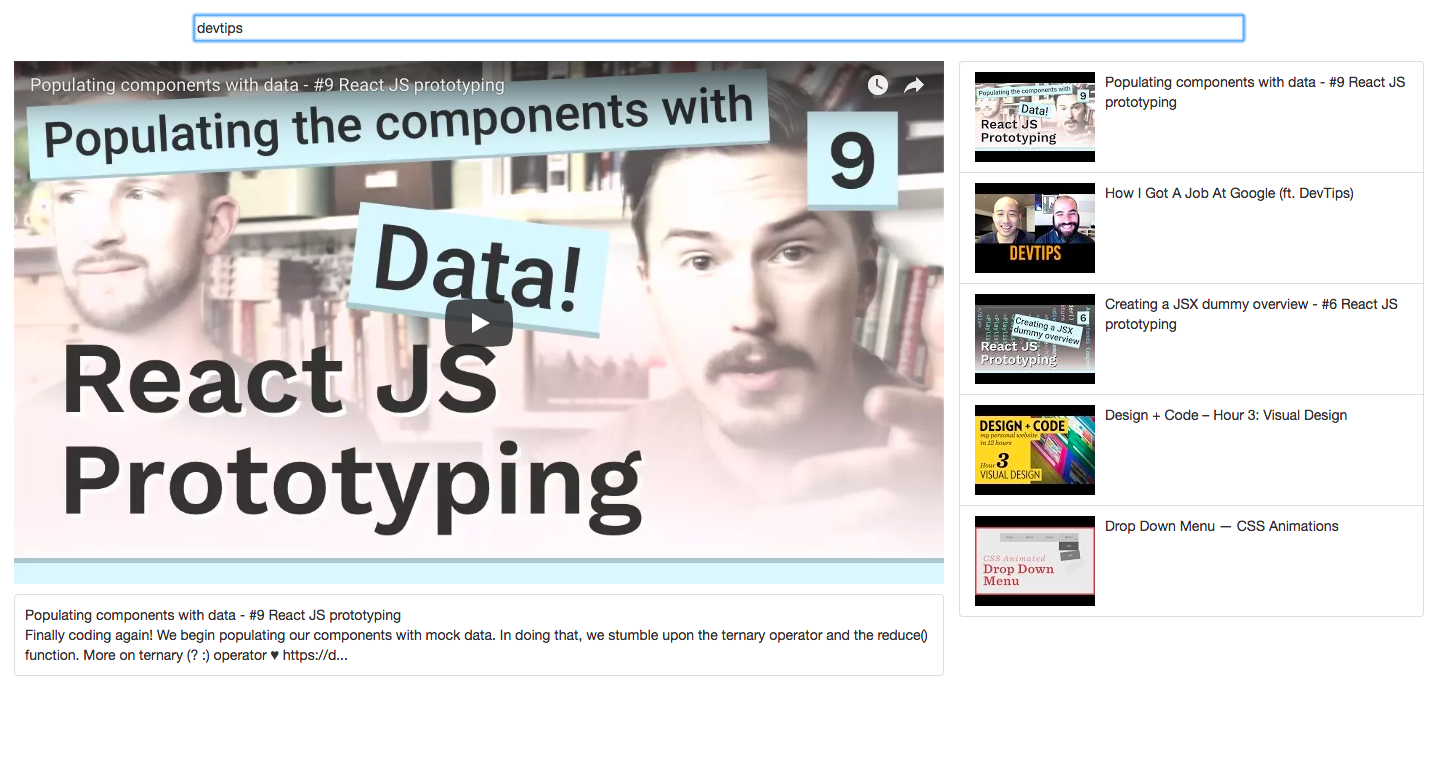 devtips
Populating components with data - #9 React JS prototyping
Populating the components with
9
Data!
React JS
Prototyping
Populating components with data - #9 React JS prototyping
Finally coding again! We begin populating our components with mock data. In doing that, we stumble upon the ternary operator and the reduce()
function. More on ternary (? :) operator ♥ https://d...
Populating the components with
9
Data!
React JS
Prototyping
Populating components with data - #9 React JS
prototyping
DEVTIPS
How I Got A Job At Google (ft. DevTips)
6
Creating a JSX
dummy overview
React JS
Prototyping
Creating a JSX dummy overview - #6 React JS
prototyping
DESIGN + CODE
my personal website
in 12 hours
Hour 3
VISUAL DESIGN
Design + Code – Hour 3: Visual Design
CSS Animated
Drop Down
Menu
Drop Down Menu — CSS Animations